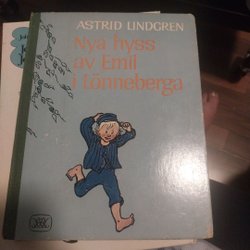 ASTRID LINDGREN
Nya hyss
av Emil
i Lönneberga